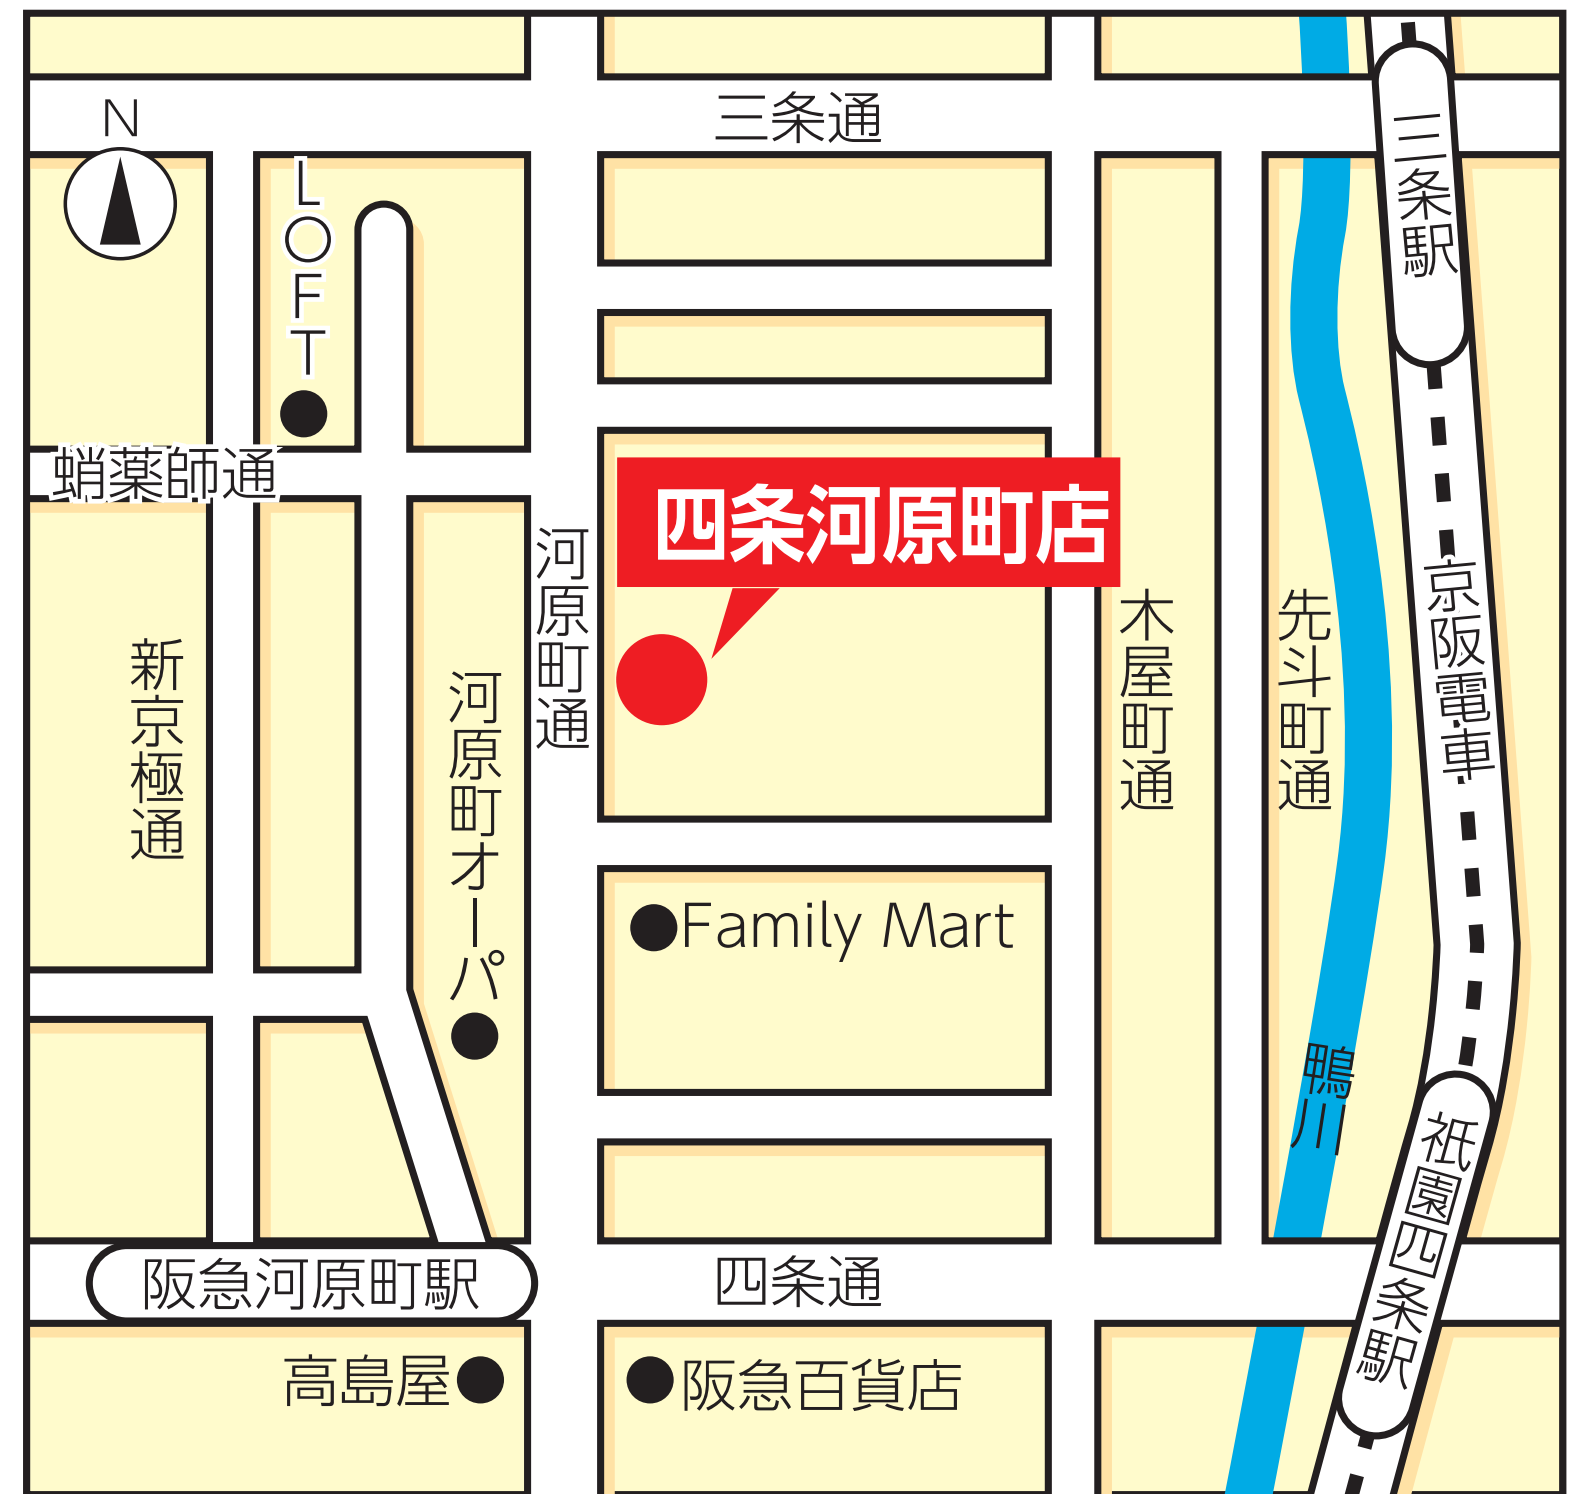 三条通
N
三条駅
LOFT
蛸薬師通
四条河原町店
河原町通
京阪電車
木屋町通
先斗町通
新京極通
河原町オーパ
Family Mart
鴨川
祇園四条駅
阪急河原町駅
四条通
高島屋
阪急百貨店